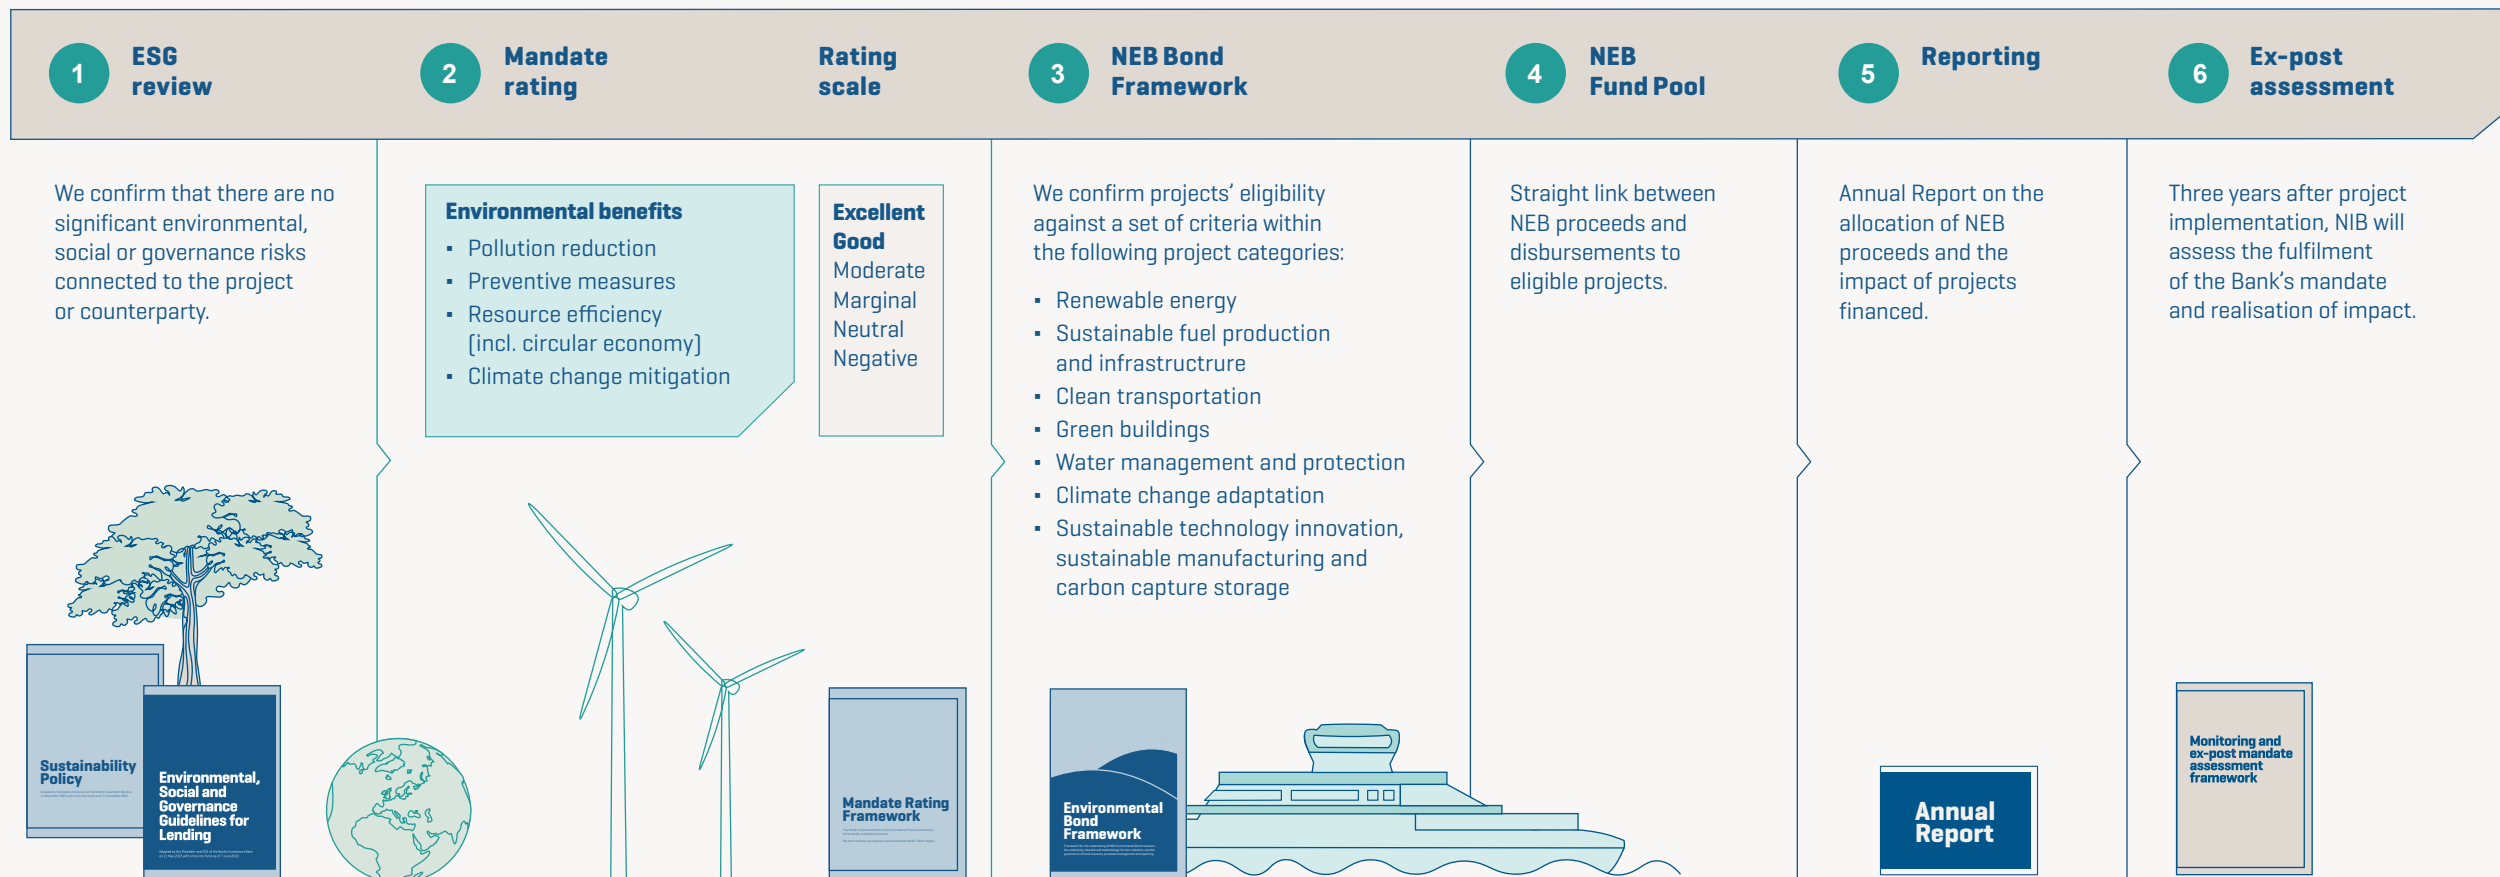 1
ESG
review
2
Mandate
rating
Rating
scale
3
NEB Bond
Framework
4
NEB
Fund Pool
5
Reporting
6
Ex-post
assessment
We confirm that there are no
significant environmental,
social or governance risks
connected to the project
or counterparty.
Environmental benefits
▪ Pollution reduction
▪ Preventive measures
▪ Resource efficiency
(incl. circular economy)
▪ Climate change mitigation
Excellent
Good
Moderate
Marginal
Neutral
Negative
We confirm projects’ eligibility
against a set of criteria within
the following project categories:
▪ Renewable energy
▪ Sustainable fuel production
and infrastructrure
▪ Clean transportation
▪ Green buildings
▪ Water management and protection
▪ Climate change adaptation
▪ Sustainable technology innovation,
sustainable manufacturing and
carbon capture storage
Straight link between
NEB proceeds and
disbursements to
eligible projects.
Annual Report on the
allocation of NEB
proceeds and the
impact of projects
financed.
Three years after project
implementation, NIB will
assess the fulfilment
of the Bank’s mandate
and realisation of impact.
Sustainability
Policy
Environmental,
Social and
Governance
Guidelines for
Lending
Mandate Rating
Framework
Environmental
Bond
Framework
Annual
Report
Monitoring and
ex-post mandate
assessment
framework